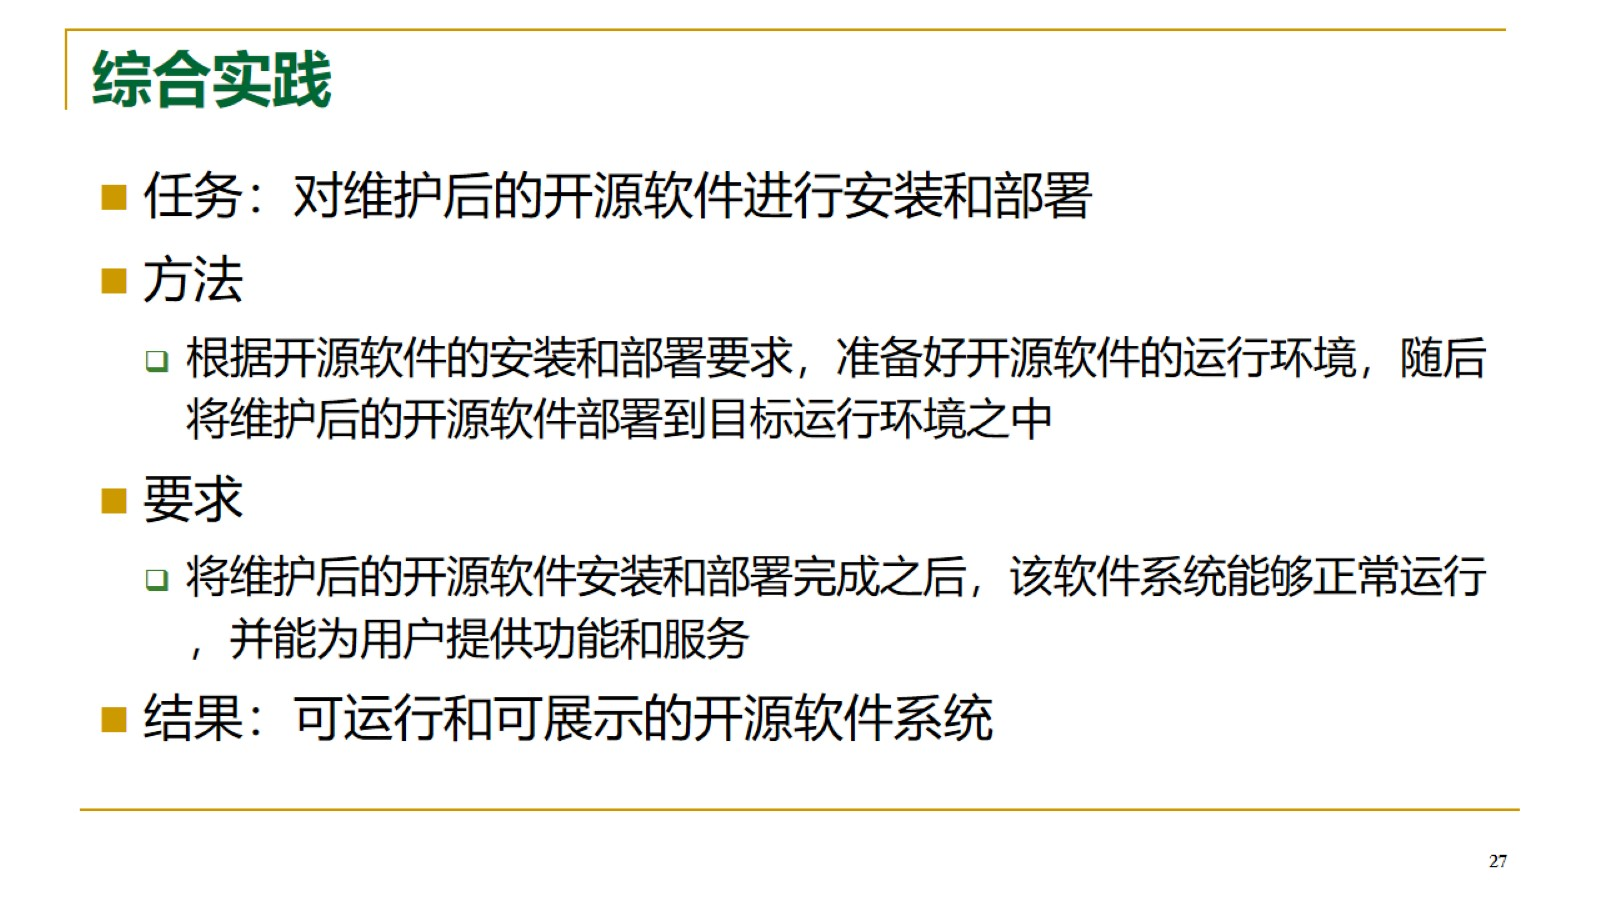 综合实践
任务：对维护后的开源软件进行安装和部署
方法
根据开源软件的安装和部署要求，准备好开源软件的运行环境，随后
将维护后的开源软件部署到目标运行环境之中
要求
将维护后的开源软件安装和部署完成之后，该软件系统能够正常运行
，并能为用户提供功能和服务
结果：可运行和可展示的开源软件系统
27